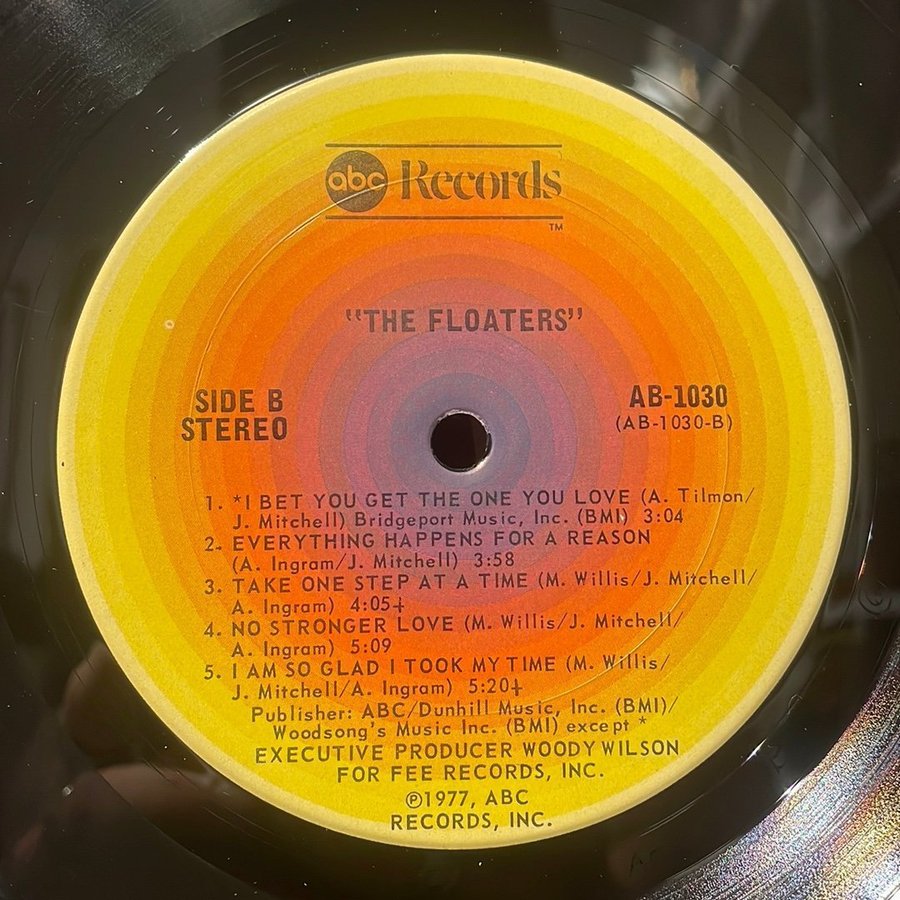 abc Records
TM
"THE FLOATERS"
SIDE B
STEREO
AB-1030
(AB-1030-B)
1. *I BET YOU GET THE ONE YOU LOVE (A. Tilmon/
J. Mitchell) Bridgeport Music, Inc. (BMI) 3:04
2. EVERYTHING HAPPENS FOR A REASON
(A. Ingram/J. Mitchell) 3:58
3. TAKE ONE STEP AT A TIME (M. Willis/J. Mitchell/
A. Ingram) 4:05‡
4. NO STRONGER LOVE (M. Willis/J. Mitchell/
A. Ingram) 5:09
5. I AM SO GLAD I TOOK MY TIME (M. Willis/
J. Mitchell/A. Ingram) 5:20‡
Publisher: ABC/Dunhill Music, Inc. (BMI)/
Woodsong's Music Inc. (BMI) except *
EXECUTIVE PRODUCER WOODY WILSON
FOR FEE RECORDS, INC.
℗1977, ABC
RECORDS, INC.